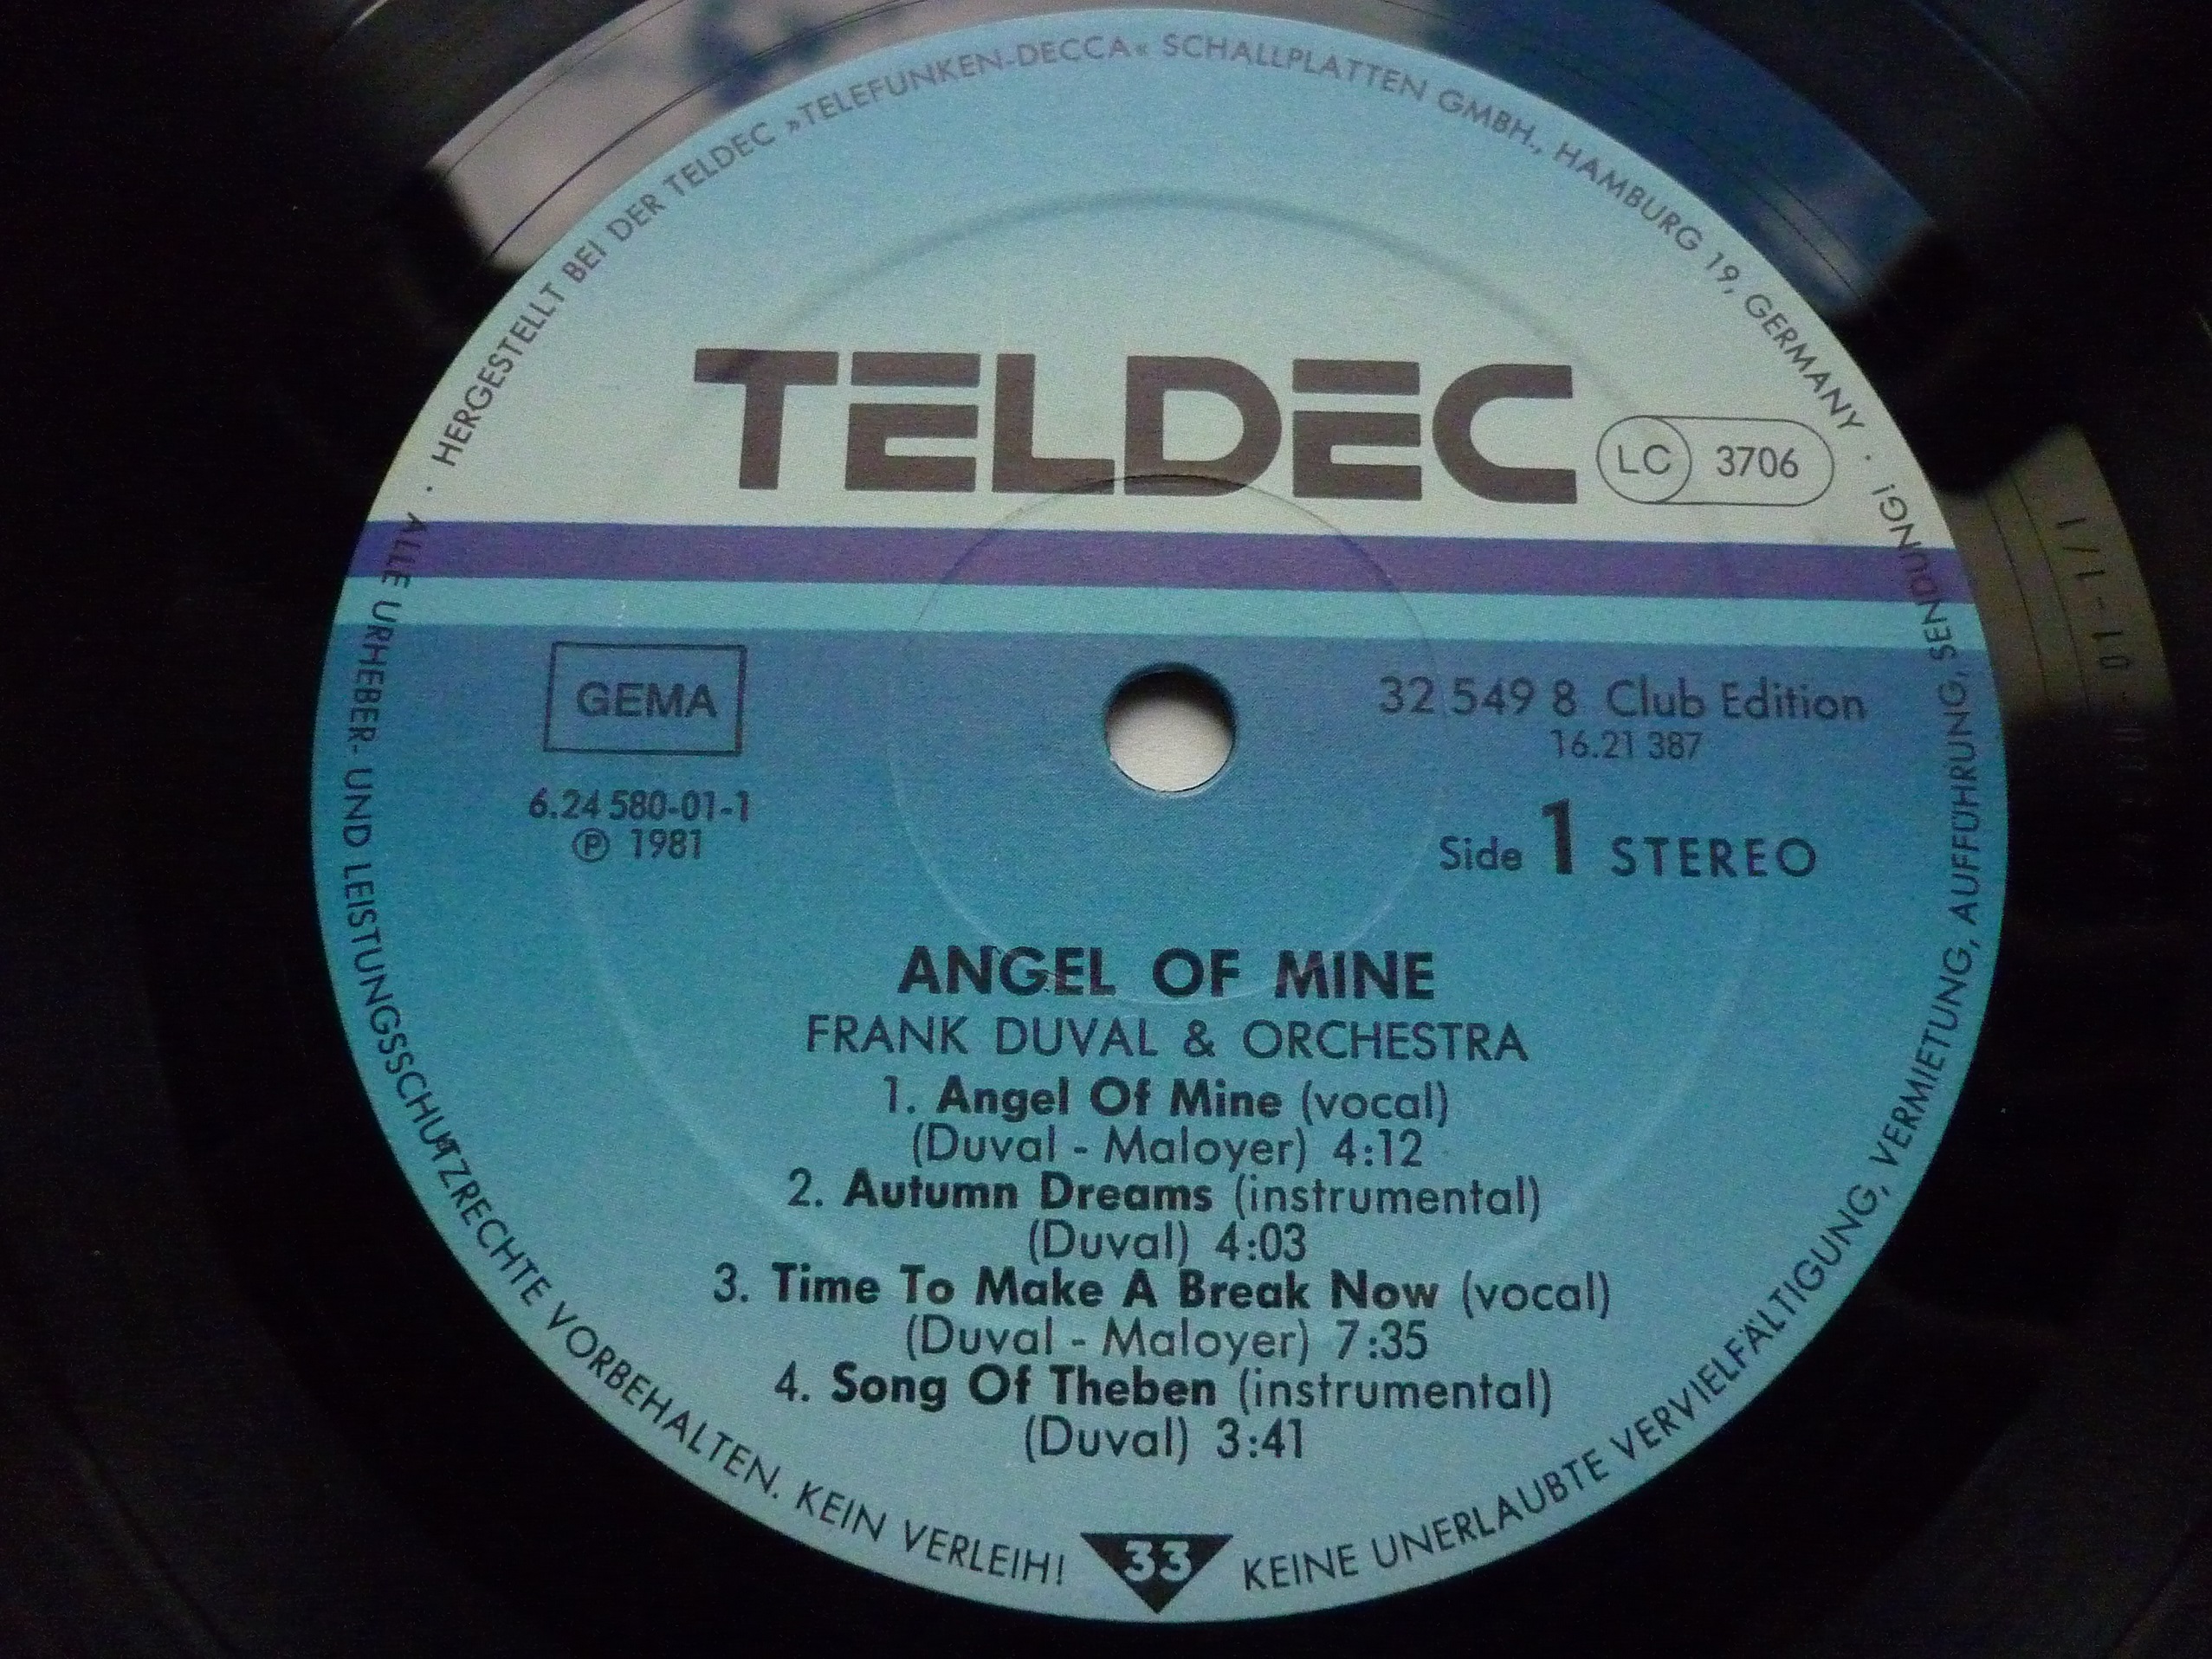 · HERGESTELLT BEI DER TELDEC »TELEFUNKEN-DECCA« SCHALLPLATTEN GMBH., HAMBURG 19, GERMANY ·
TELDEC
LC 3706
GEMA
32 549 8 Club Edition
16.21 387
6.24 580-01-1
℗ 1981
Side 1 STEREO
ANGEL OF MINE
FRANK DUVAL & ORCHESTRA
1. Angel Of Mine (vocal)
(Duval - Maloyer) 4:12
2. Autumn Dreams (instrumental)
(Duval) 4:03
3. Time To Make A Break Now (vocal)
(Duval - Maloyer) 7:35
4. Song Of Theben (instrumental)
(Duval) 3:41
ALLE URHEBER- UND LEISTUNGSSCHUTZRECHTE VORBEHALTEN. KEIN VERLEIH!
33
KEINE UNERLAUBTE VERVIELFÄLTIGUNG, VERMIETUNG, AUFFÜHRUNG, SENDUNG!